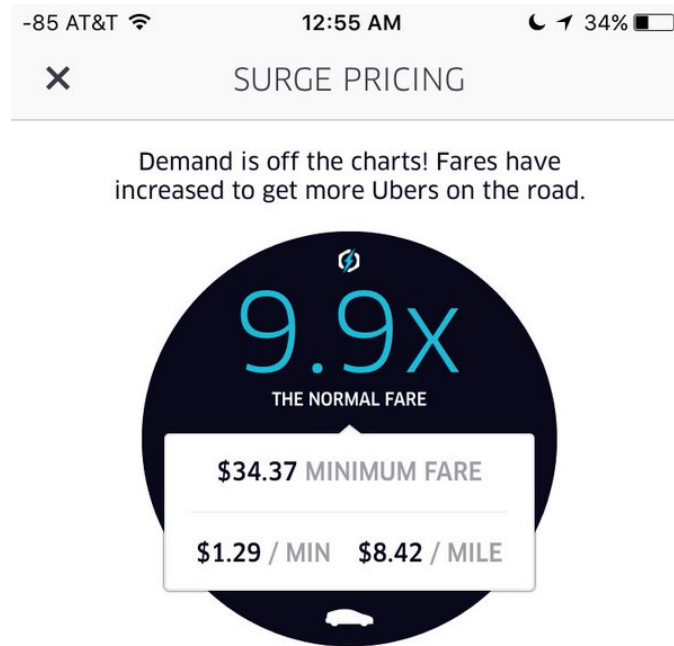 -85 AT&T 12:55 AM 34%
SURGE PRICING
Demand is off the charts! Fares have
increased to get more Ubers on the road.
9.9x
THE NORMAL FARE
$34.37 MINIMUM FARE
$1.29 / MIN $8.42 / MILE